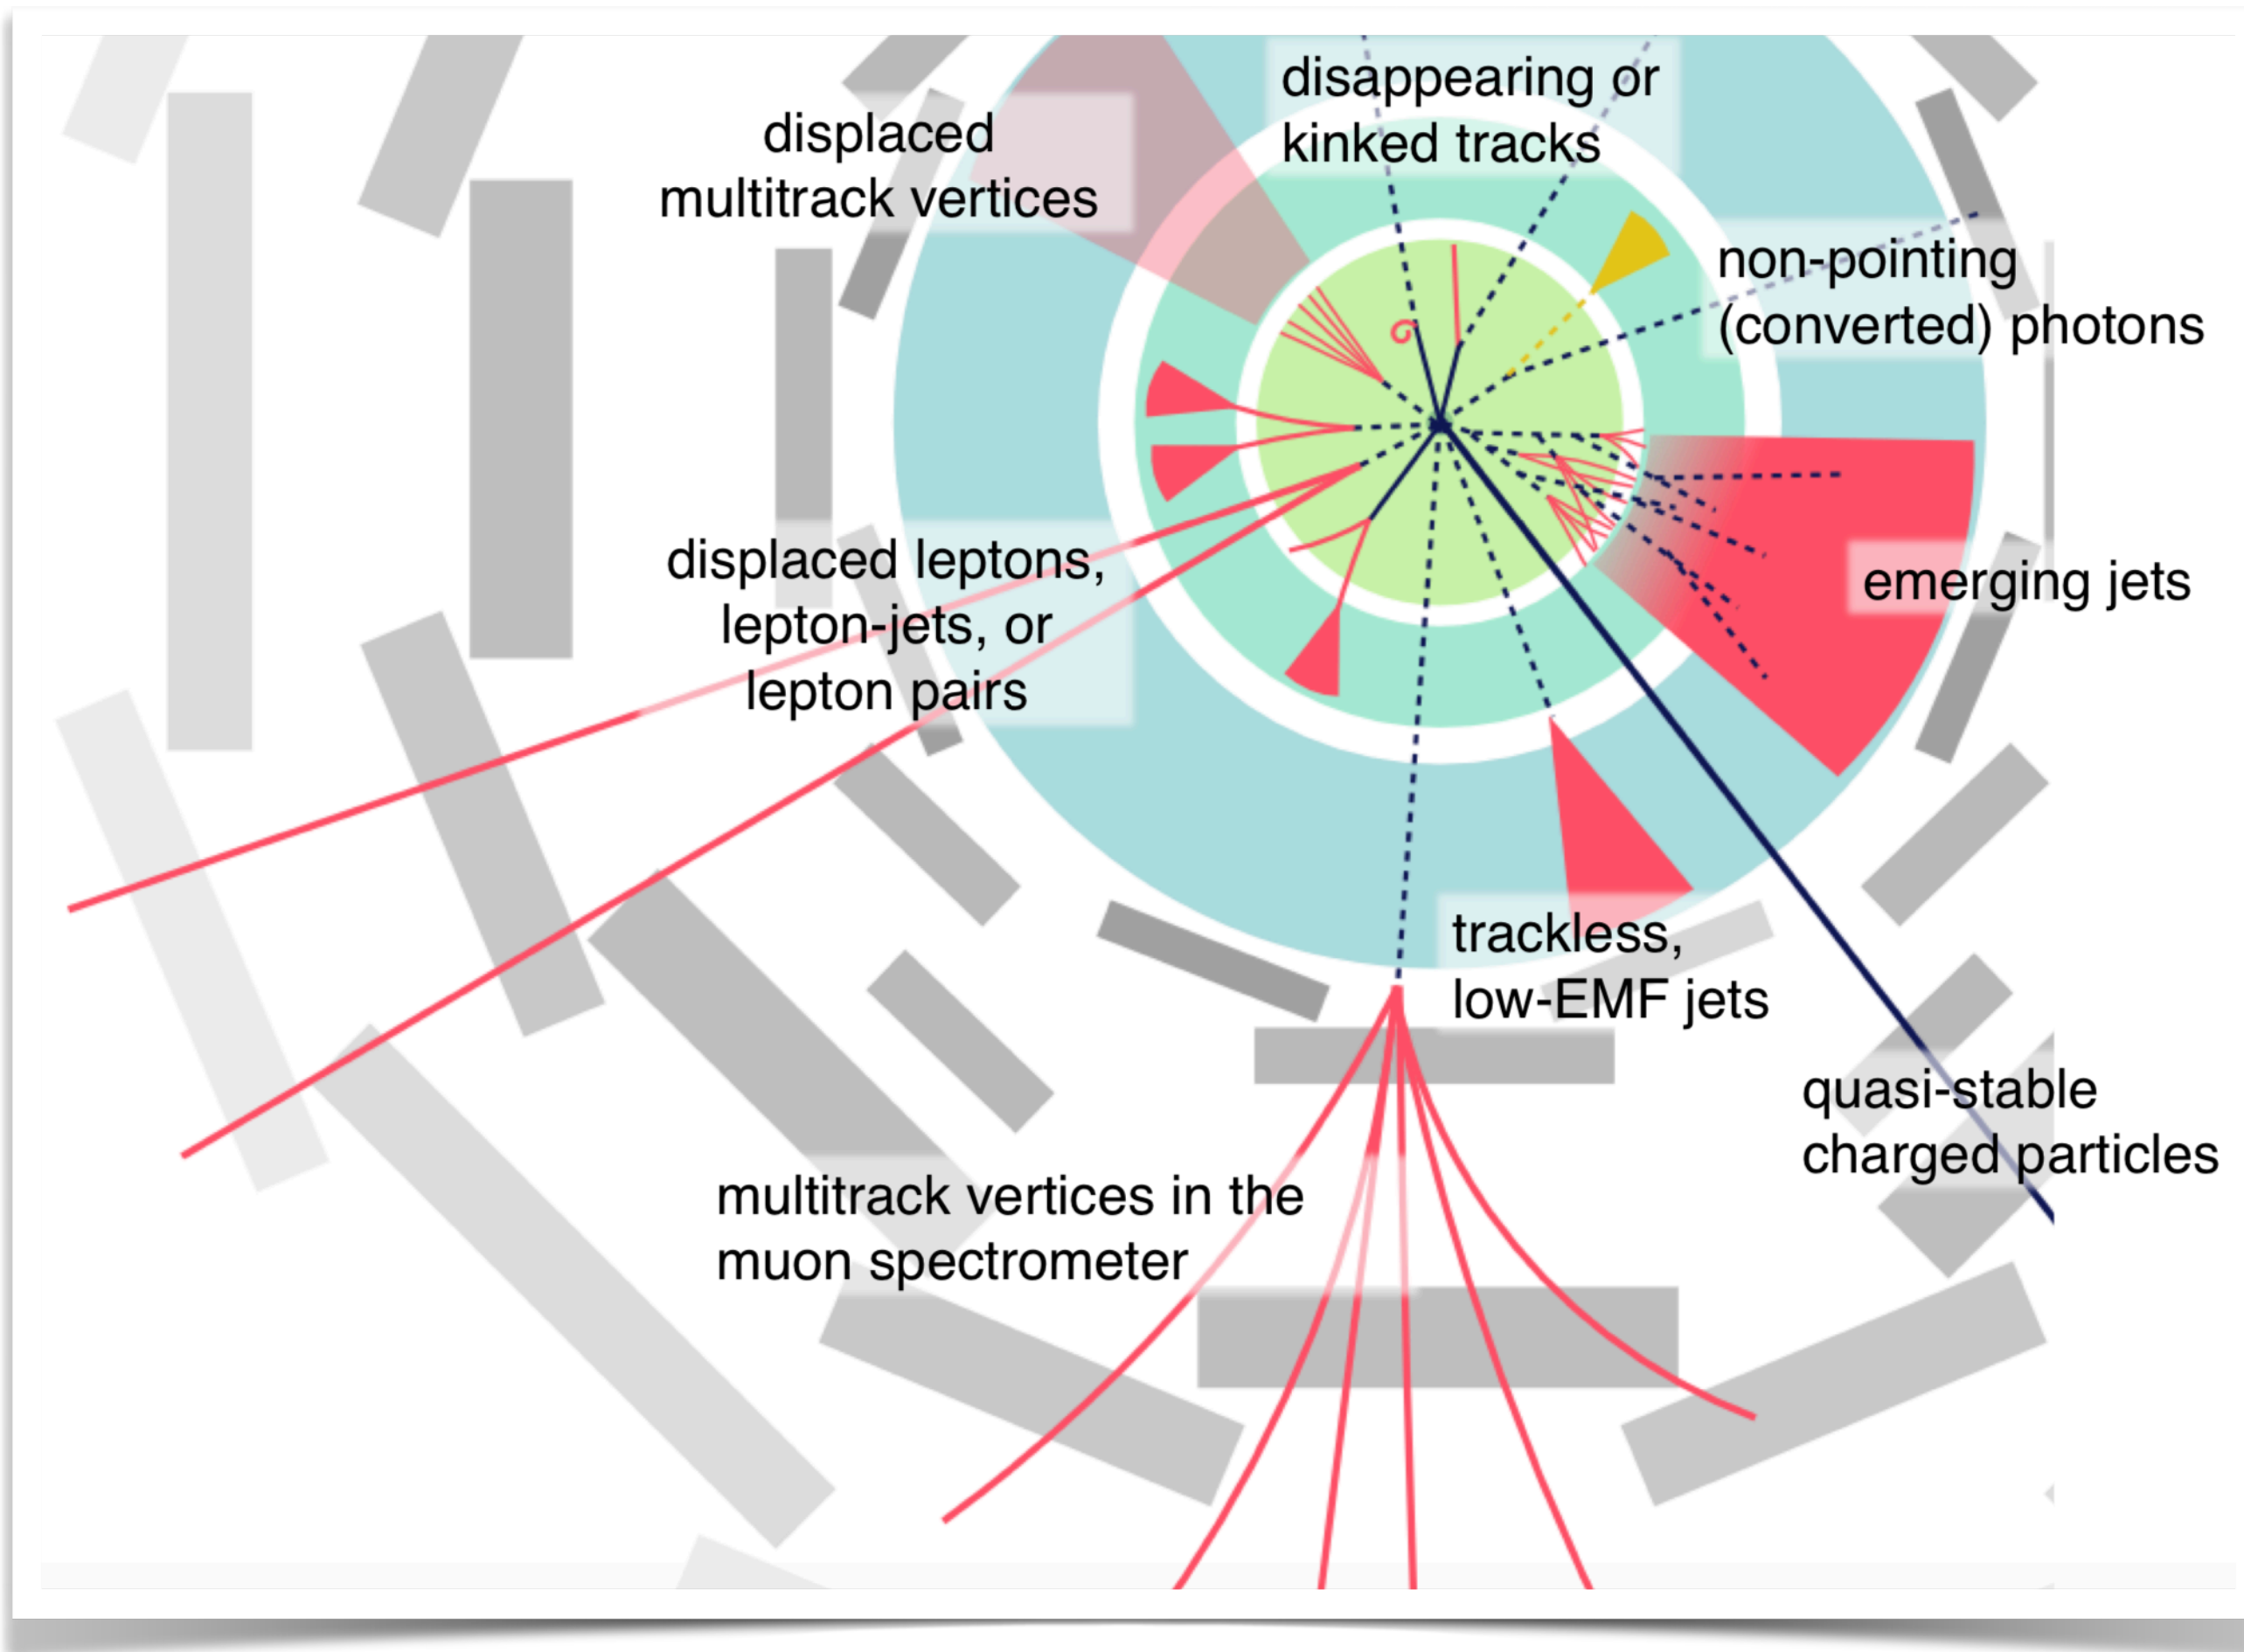 disappearing or
kinked tracks
displaced
multitrack vertices
non-pointing
(converted) photons
displaced leptons,
lepton-jets, or
lepton pairs
emerging jets
trackless,
low-EMF jets
quasi-stable
charged particles
multitrack vertices in the
muon spectrometer